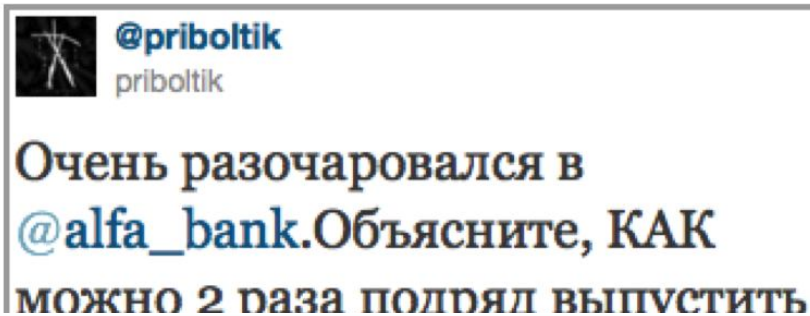 @priboltik
priboltik
Очень разочаровался в
@alfa_bank.Объясните, КАК
можно 2 раза подряд выпустить